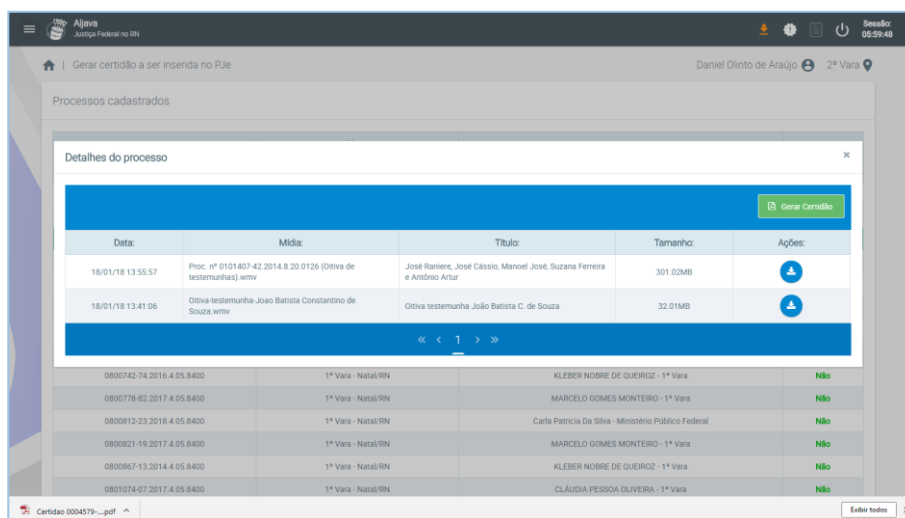 Aljava
Justiça Federal no RN
Sessão:
05:59:48
| Gerar certidão a ser inserida no PJe
Daniel Olinto de Araújo
2ª Vara
Processos cadastrados
Detalhes do processo
Gerar Certidão
Data: Mídia: Título: Tamanho: Ações:
18/01/18 13:55:57 Proc. nº 0101407-42.2014.8.20.0126 (Oitiva de José Raniere, José Cássio, Manoel José, Suzana Ferreira 301.02MB
testemunhas).wmv e Antônio Artur
18/01/18 13:41:06 Oitiva-testemunha-Joao Batista Constantino de Oitiva testemunha João Batista C. de Souza 32.01MB
Souza.wmv
« < 1 > »
0800742-74.2016.4.05.8400 1ª Vara - Natal/RN KLEBER NOBRE DE QUEIROZ - 1ª Vara Não
0800778-82.2017.4.05.8400 1ª Vara - Natal/RN MARCELO GOMES MONTEIRO - 1ª Vara Não
0800812-23.2018.4.05.8400 1ª Vara - Natal/RN Carla Patricia Da Silva - Ministério Público Federal Não
0800821-19.2017.4.05.8400 1ª Vara - Natal/RN MARCELO GOMES MONTEIRO - 1ª Vara Não
0800867-13.2014.4.05.8400 1ª Vara - Natal/RN KLEBER NOBRE DE QUEIROZ - 1ª Vara Não
0801074-07.2017.4.05.8400 1ª Vara - Natal/RN CLÁUDIA PESSOA OLIVEIRA - 1ª Vara Não
Certidao 0004579-....pdf
Exibir todos